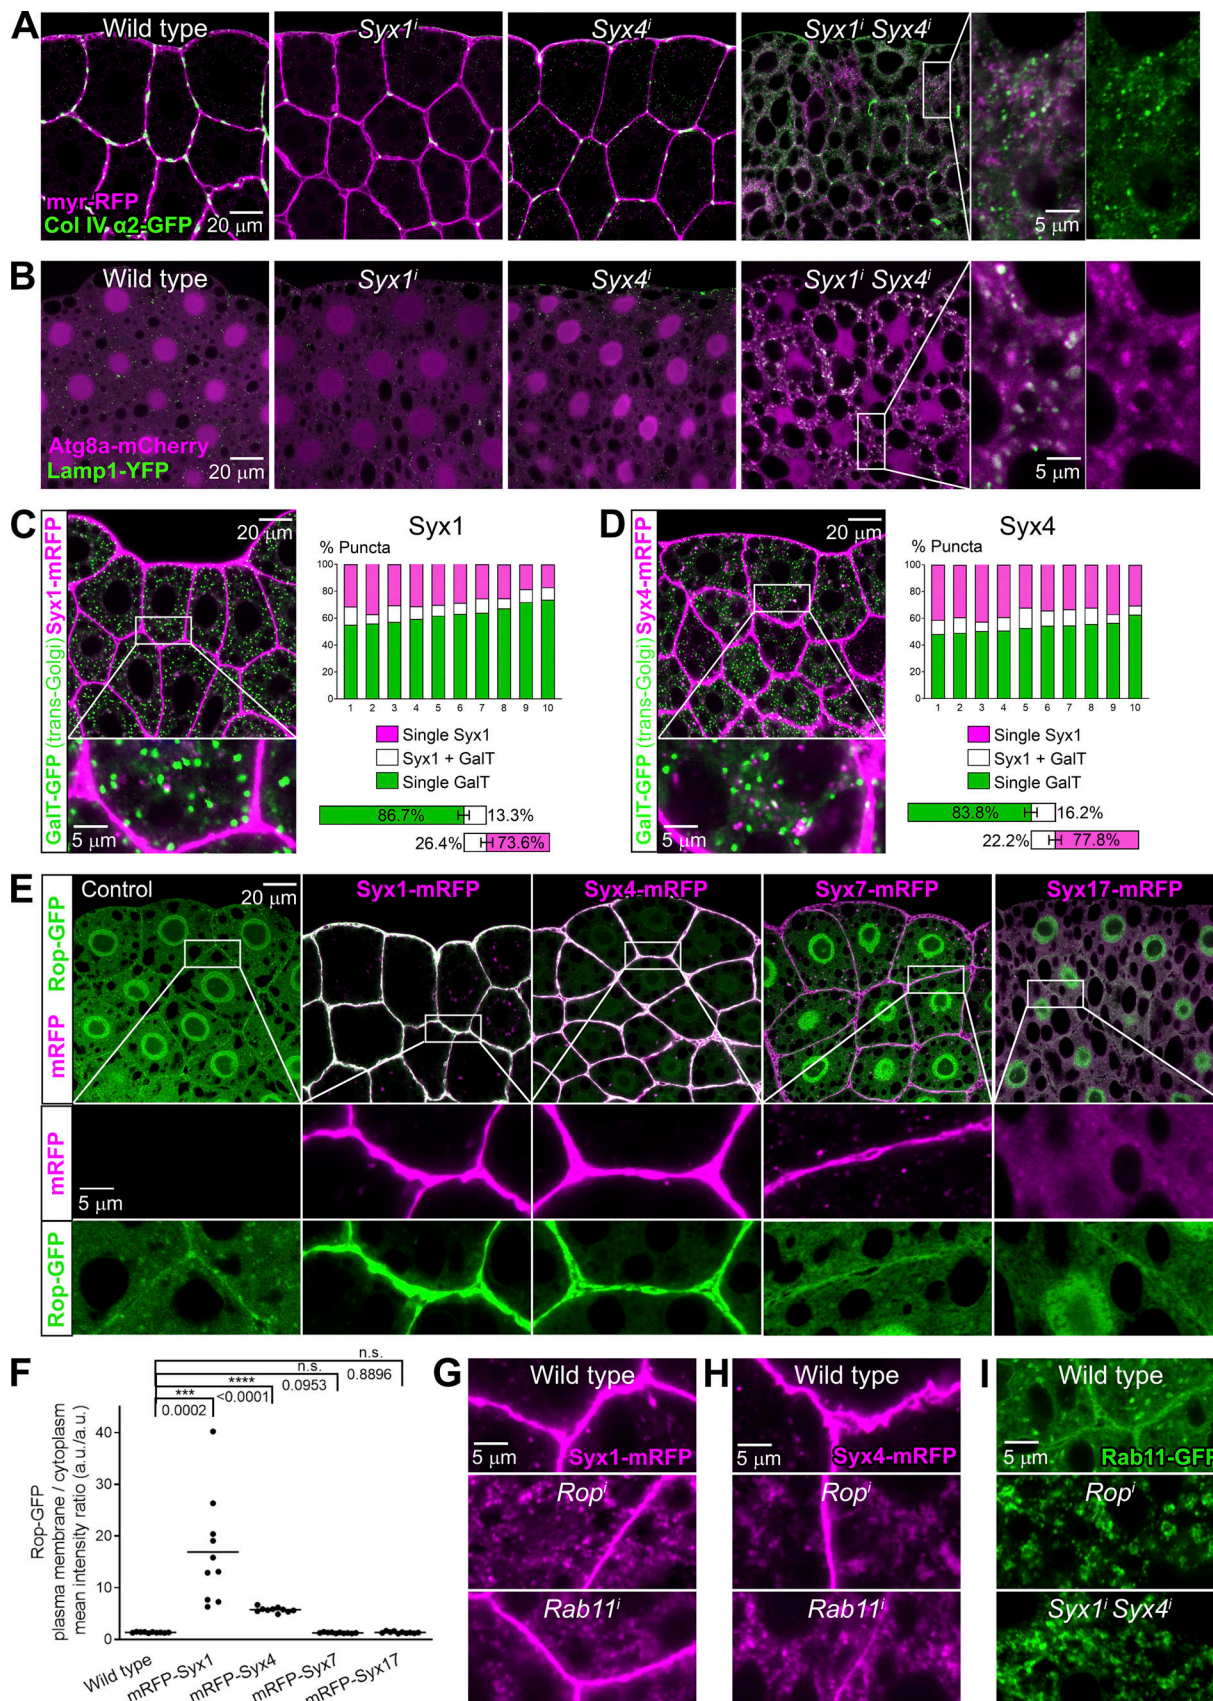 A
Wild type
Syx1ⁱ
Syx4ⁱ
Syx1ⁱ Syx4ⁱ
myr-RFP
Col IV α2-GFP
20 μm
5 μm
B
Wild type
Syx1ⁱ
Syx4ⁱ
Syx1ⁱ Syx4ⁱ
Atg8a-mCherry
Lamp1-YFP
20 μm
5 μm
C
GalT-GFP (trans-Golgi) Syx1-mRFP
20 μm
5 μm
Syx1
% Puncta
100
80
60
40
20
0
1 2 3 4 5 6 7 8 9 10
Single Syx1
Syx1 + GalT
Single GalT
86.7% 13.3%
26.4% 73.6%
D
GalT-GFP (trans-Golgi) Syx4-mRFP
20 μm
5 μm
Syx4
% Puncta
100
80
60
40
20
0
1 2 3 4 5 6 7 8 9 10
Single Syx1
Syx1 + GalT
Single GalT
83.8% 16.2%
22.2% 77.8%
E
mRFP Rop-GFP
Control
20 μm
Syx1-mRFP
Syx4-mRFP
Syx7-mRFP
Syx17-mRFP
mRFP
5 μm
Rop-GFP
F
n.s.
0.8896
n.s.
0.0953
****
<0.0001
***
0.0002
Rop-GFP
plasma membrane / cytoplasm
mean intensity ratio (a.u./a.u.)
40
30
20
10
0
Wild type
mRFP-Syx1
mRFP-Syx4
mRFP-Syx7
mRFP-Syx17
G
Wild type
5 μm
Syx1-mRFP
Ropⁱ
Rab11ⁱ
H
Wild type
5 μm
Syx4-mRFP
Ropⁱ
Rab11ⁱ
I
Wild type
5 μm
Rab11-GFP
Ropⁱ
Syx1ⁱ Syx4ⁱ